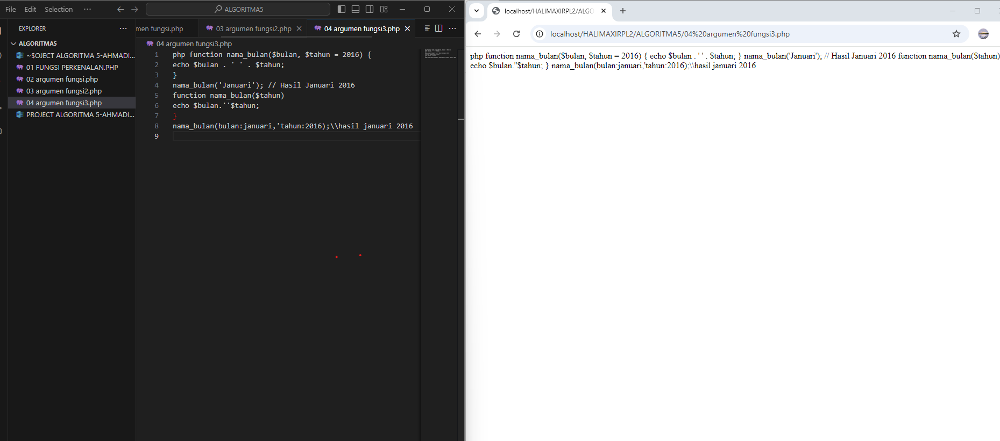 File Edit Selection ··· ALGORITMA5
EXPLORER ···
ALGORITMA5
~$OJECT ALGORITMA 5-AHMADI...
01 FUNGSI PERKENALAN.PHP
02 argumen fungsi.php
03 argumen fungsi2.php
04 argumen fungsi3.php
PROJECT ALGORITMA 5-AHMADI...
men fungsi.php 03 argumen fungsi2.php 04 argumen fungsi3.php ···
04 argumen fungsi3.php
1 php function nama_bulan($bulan, $tahun = 2016) {
2 echo $bulan . ' ' . $tahun;
3 }
4 nama_bulan('Januari'); // Hasil Januari 2016
5 function nama_bulan($tahun)
6 echo $bulan.''$tahun;
7 }
8 nama_bulan(bulan:januari,'tahun:2016);\\hasil januari 2016
9
localhost/HALIMAXIRPL2/ALGO
localhost/HALIMAXIRPL2/ALGORITMA5/04%20argumen%20fungsi3.php
php function nama_bulan($bulan, $tahun = 2016) { echo $bulan . ' ' . $tahun; } nama_bulan('Januari'); // Hasil Januari 2016 function nama_bulan($tahun)
echo $bulan.''$tahun; } nama_bulan(bulan:januari,'tahun:2016);\\hasil januari 2016